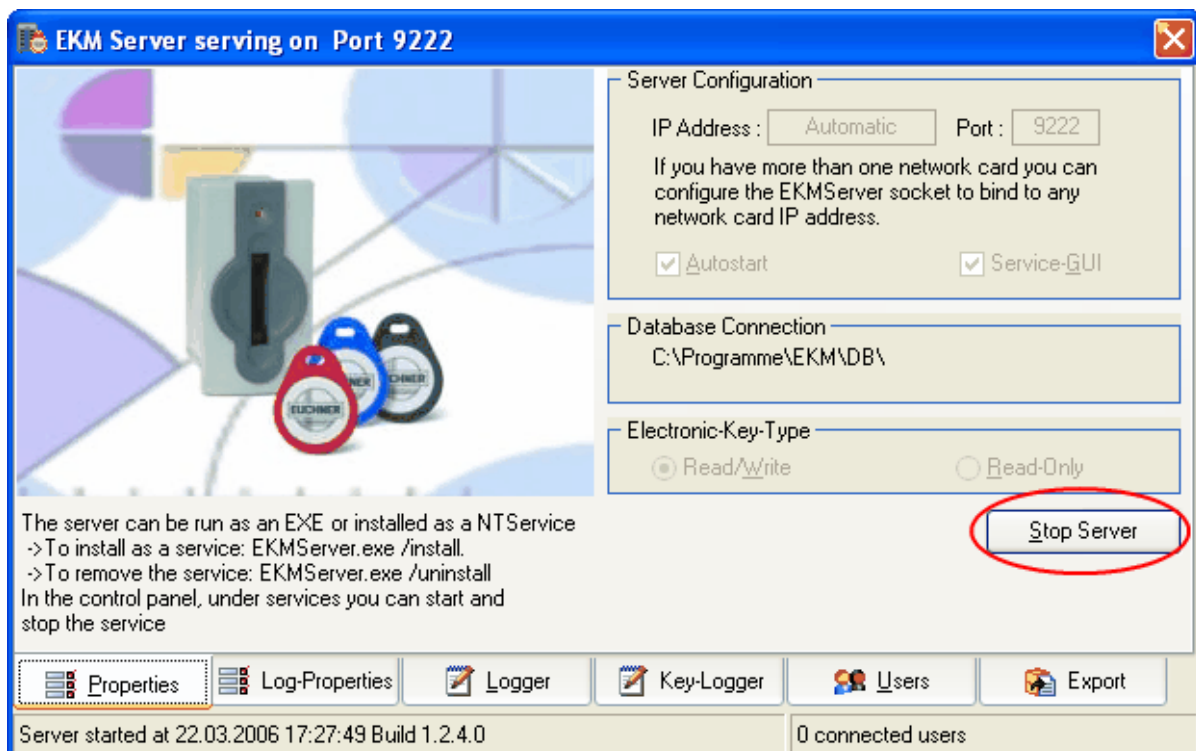 EKM Server serving on Port 9222
Server Configuration
IP Address : Automatic Port : 9222
If you have more than one network card you can
configure the EKMServer socket to bind to any
network card IP address.
Autostart Service-GUI
Database Connection
C:\Programme\EKM\DB\
Electronic-Key-Type
Read/Write Read-Only
EUCHNER
The server can be run as an EXE or installed as a NTService
->To install as a service: EKMServer.exe /install.
->To remove the service: EKMServer.exe /uninstall
In the control panel, under services you can start and
stop the service
Stop Server
Properties Log-Properties Logger Key-Logger Users Export
Server started at 22.03.2006 17:27:49 Build 1.2.4.0 0 connected users